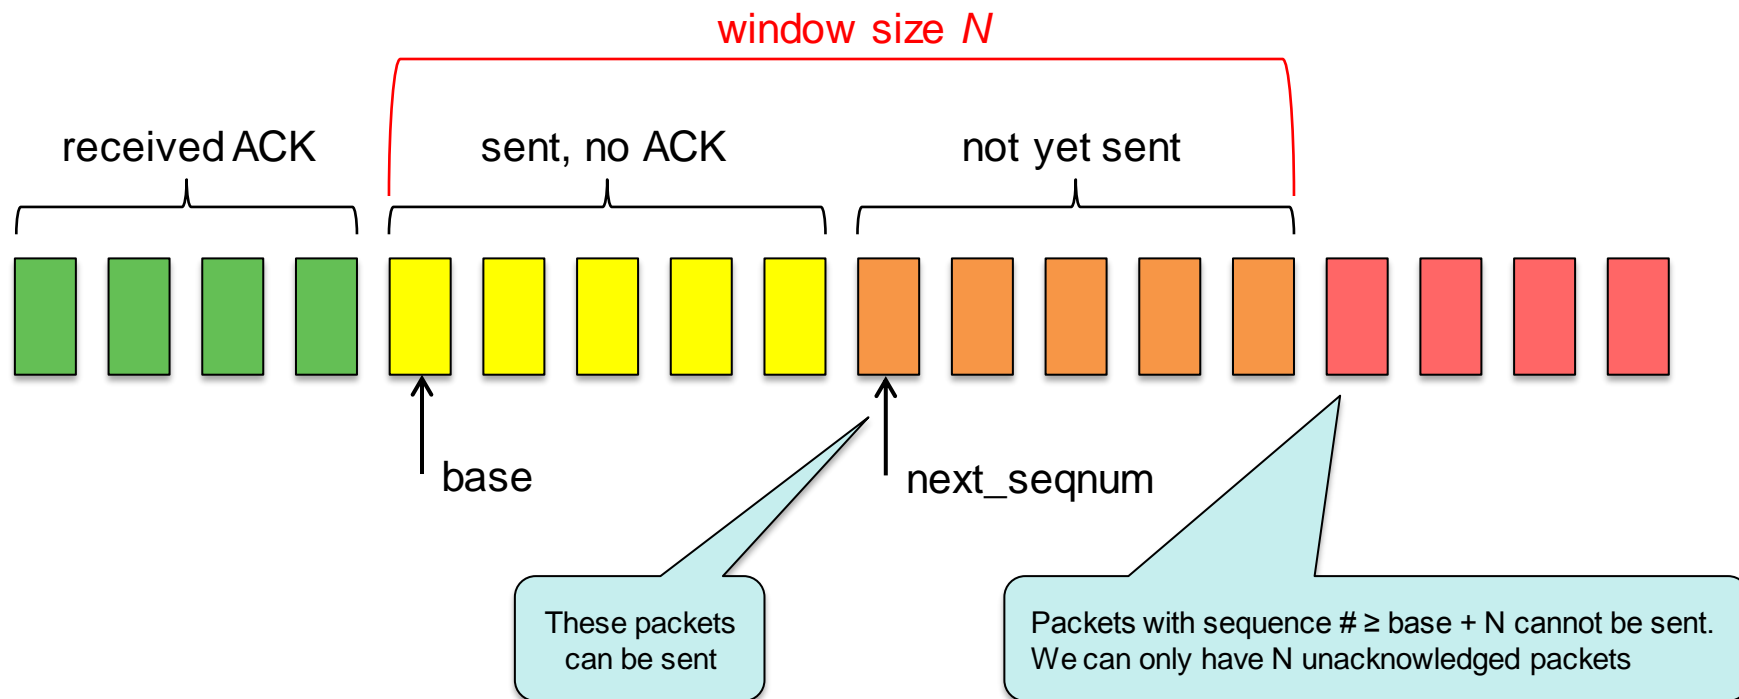 window size N
received ACK
sent, no ACK
not yet sent
base
next_seqnum
These packets
can be sent
Packets with sequence # ≥ base + N cannot be sent.
We can only have N unacknowledged packets